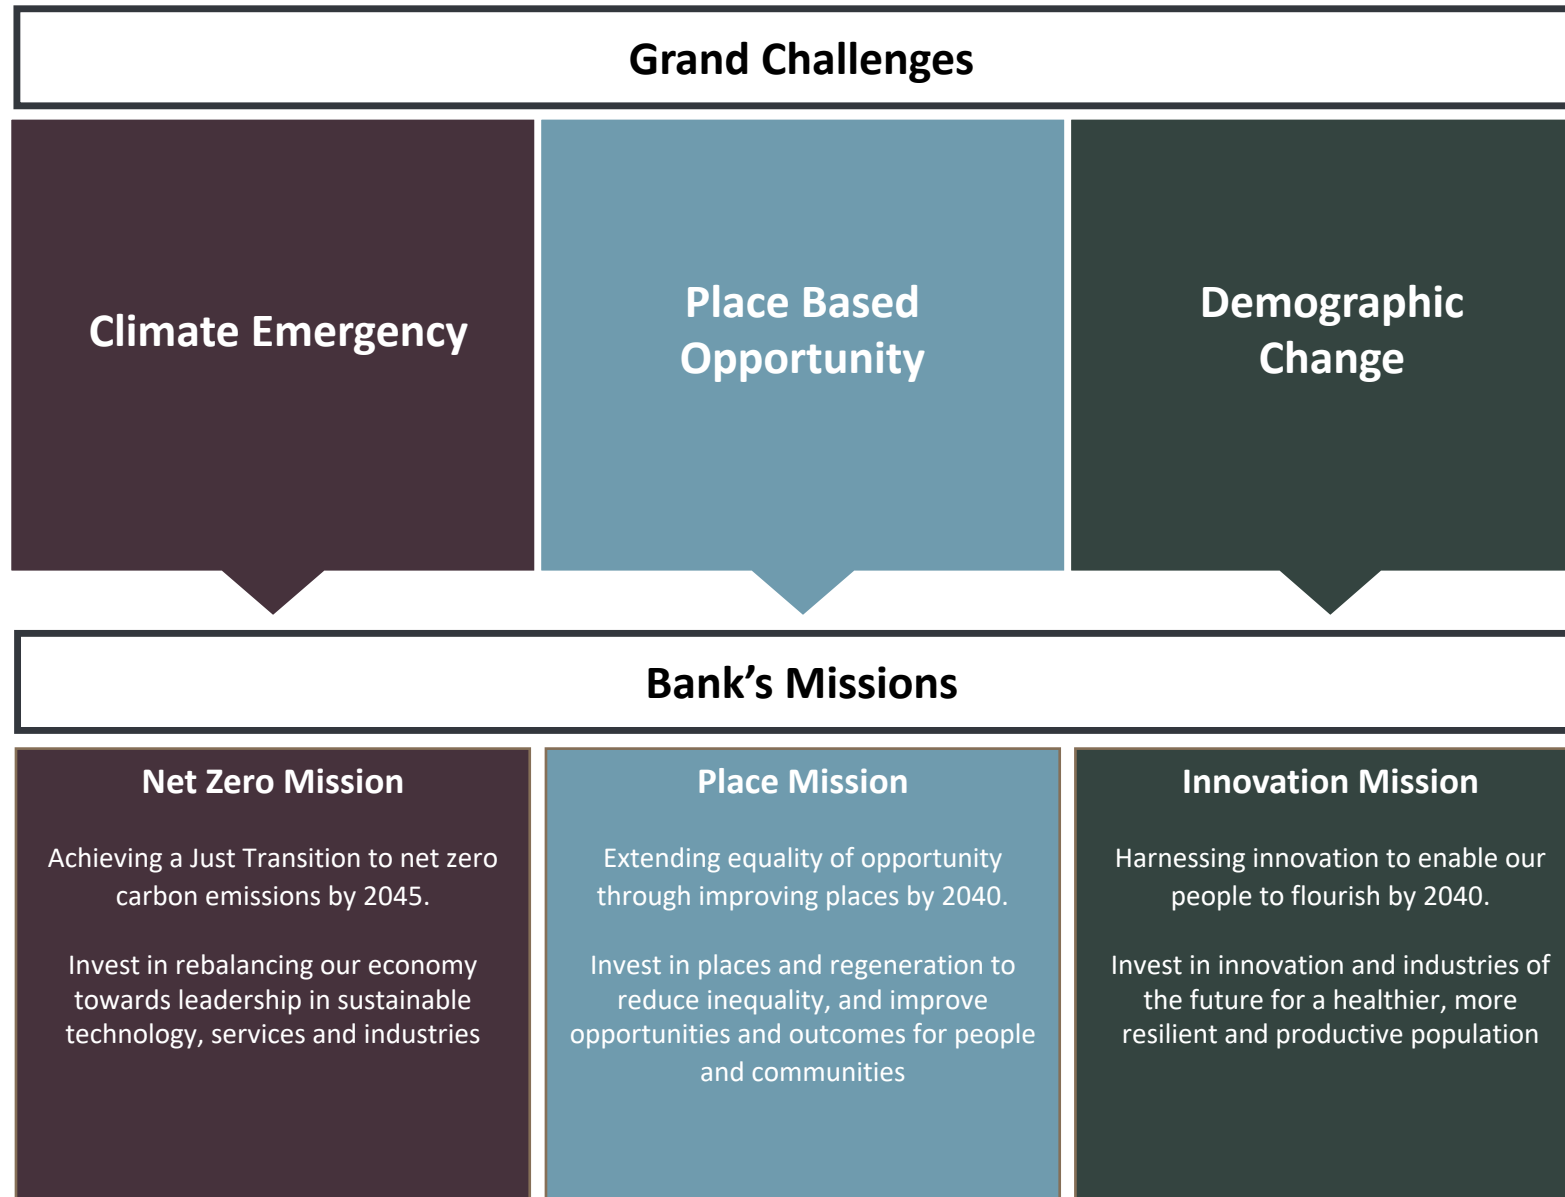 Grand Challenges
Climate Emergency
Place Based
Opportunity
Demographic
Change
Bank’s Missions
Net Zero Mission
Achieving a Just Transition to net zero
carbon emissions by 2045.
Invest in rebalancing our economy
towards leadership in sustainable
technology, services and industries
Place Mission
Extending equality of opportunity
through improving places by 2040.
Invest in places and regeneration to
reduce inequality, and improve
opportunities and outcomes for people
and communities
Innovation Mission
Harnessing innovation to enable our
people to flourish by 2040.
Invest in innovation and industries of
the future for a healthier, more
resilient and productive population